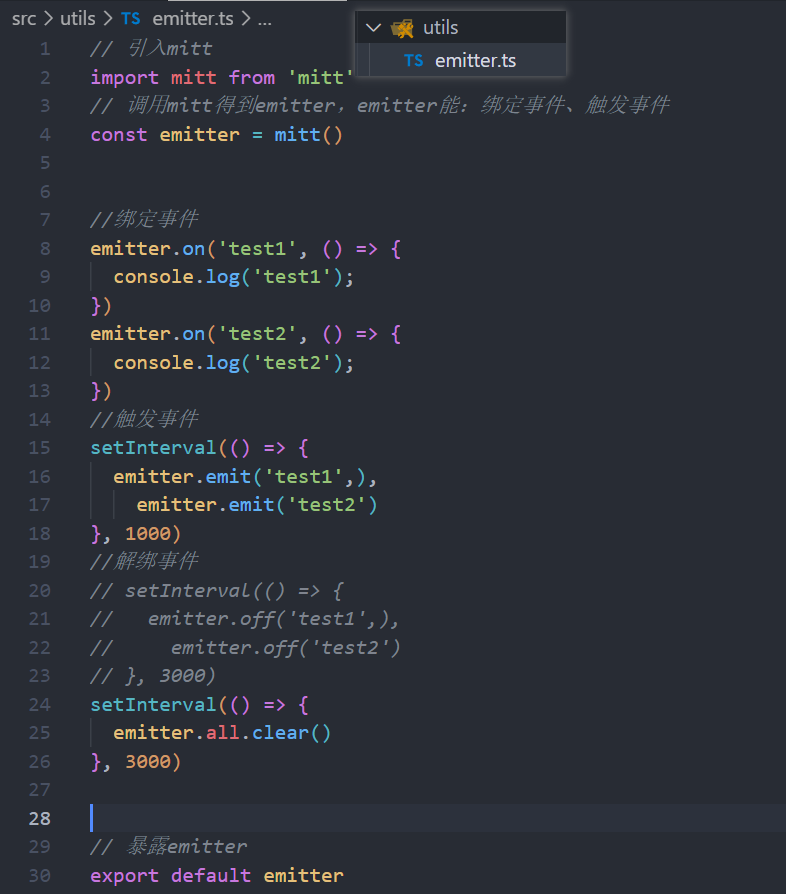 src > utils > TS emitter.ts > ...
utils
TS emitter.ts
1 // 引入mitt
2 import mitt from 'mitt'
3 // 调用mitt得到emitter，emitter能：绑定事件、触发事件
4 const emitter = mitt()
5
6
7 //绑定事件
8 emitter.on('test1', () => {
9   console.log('test1');
10 })
11 emitter.on('test2', () => {
12   console.log('test2');
13 })
14 //触发事件
15 setInterval(() => {
16   emitter.emit('test1',),
17     emitter.emit('test2')
18 }, 1000)
19 //解绑事件
20 // setInterval(() => {
21 //   emitter.off('test1',),
22 //     emitter.off('test2')
23 // }, 3000)
24 setInterval(() => {
25   emitter.all.clear()
26 }, 3000)
27
28
29 // 暴露emitter
30 export default emitter